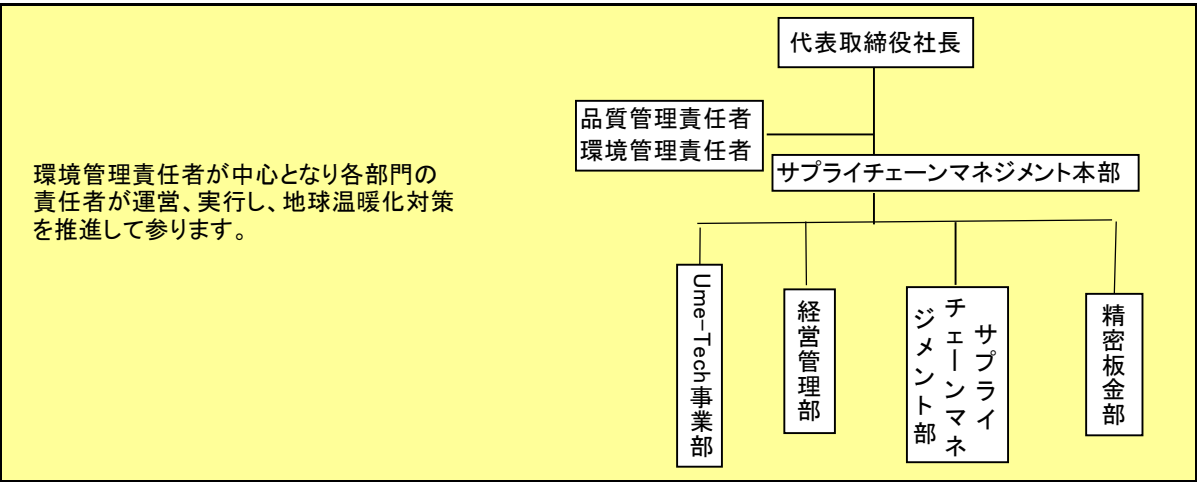 環境管理責任者が中心となり各部門の
責任者が運営、実行し、地球温暖化対策
を推進して参ります。
代表取締役社長
品質管理責任者
環境管理責任者
サプライチェーンマネジメント本部
Ume-Tech事業部
経営管理部
サプライ
チェーンマネ
ジメント部
精密板金部